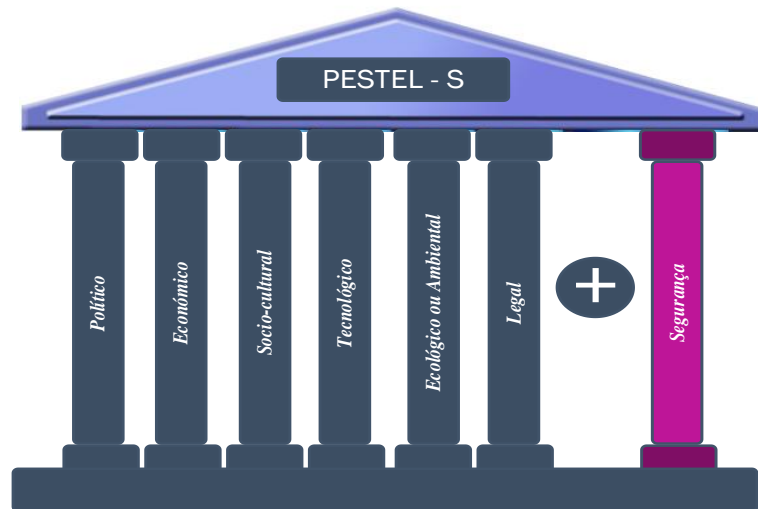 PESTEL - S
Político
Económico
Socio-cultural
Tecnológico
Ecológico ou Ambiental
Legal
+
Segurança